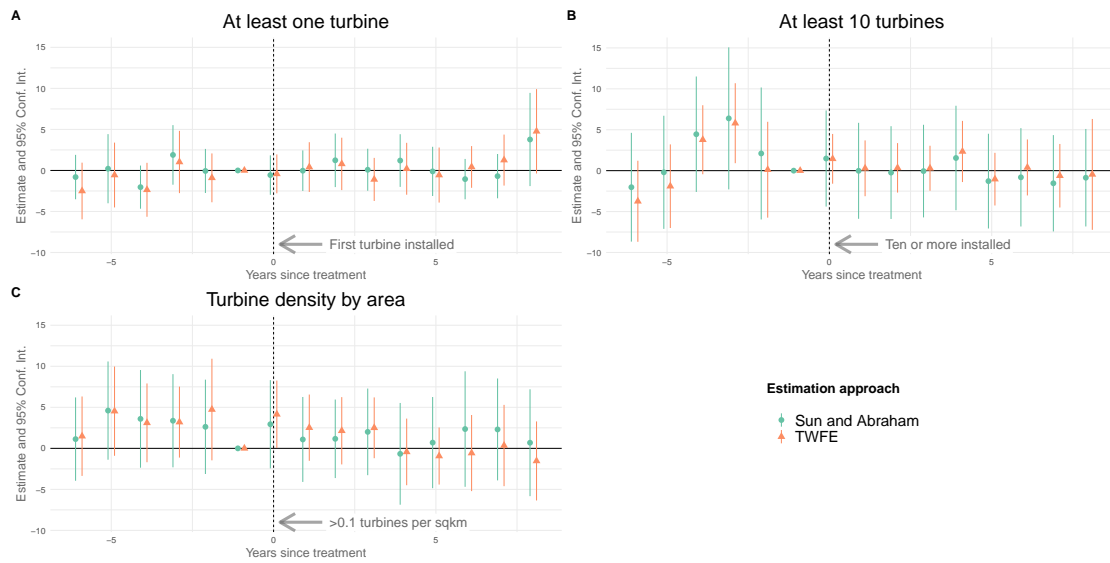 A
At least one turbine
Estimate and 95% Conf. Int.
15
10
5
0
−5
−10
First turbine installed
−5
0
5
Years since treatment
B
At least 10 turbines
Estimate and 95% Conf. Int.
15
10
5
0
−5
−10
Ten or more installed
−5
0
5
Years since treatment
C
Turbine density by area
Estimate and 95% Conf. Int.
15
10
5
0
−5
−10
>0.1 turbines per sqkm
−5
0
5
Years since treatment
Estimation approach
Sun and Abraham
TWFE